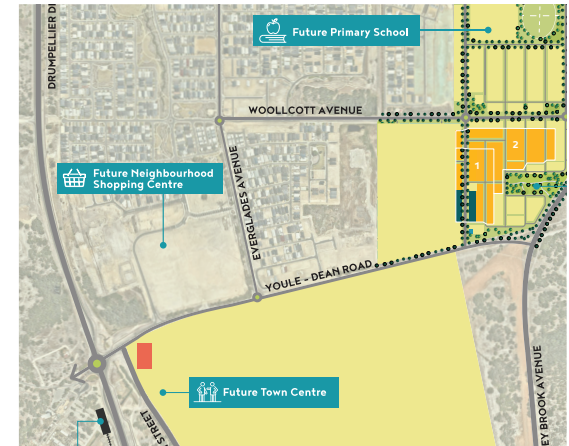 DRUMPELLIER D
Future Primary School
WOOLLCOTT AVENUE
2
1
Future Neighbourhood
Shopping Centre
EVERGLADES AVENUE
YOULE – DEAN ROAD
Future Town Centre
STREET
EY BROOK AVENUE